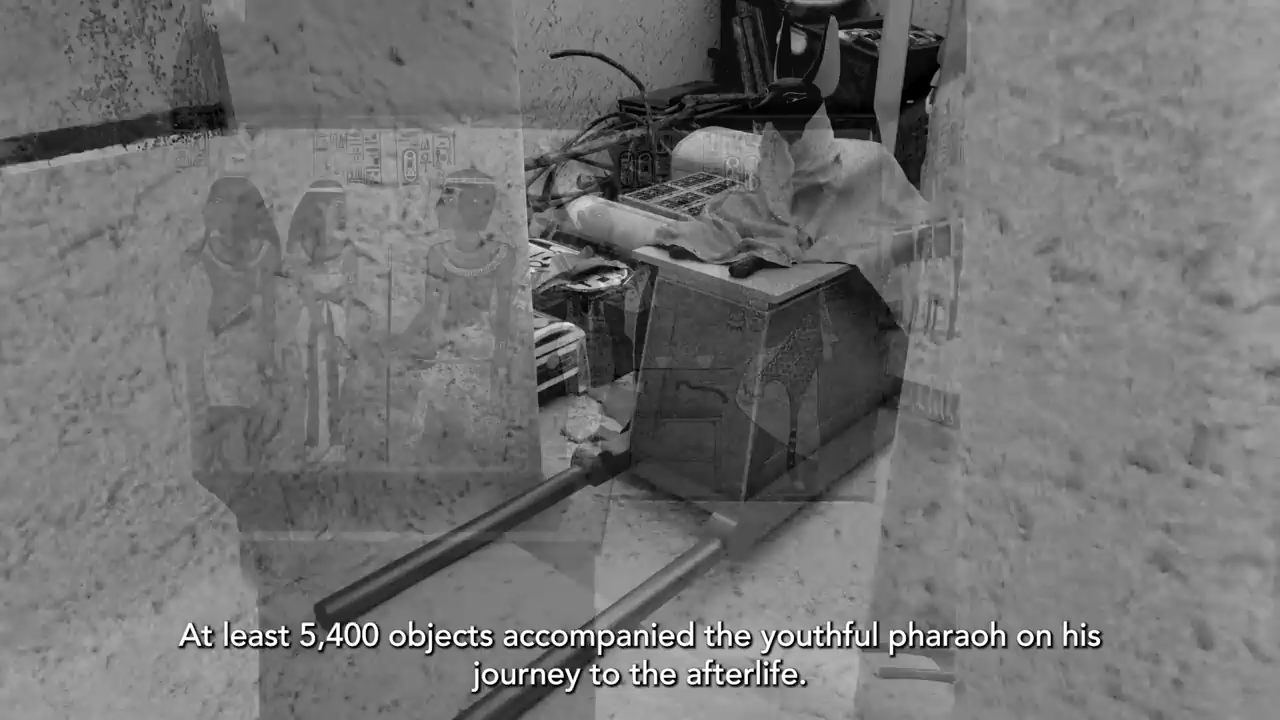 At least 5,400 objects accompanied the youthful pharaoh on his
journey to the afterlife.